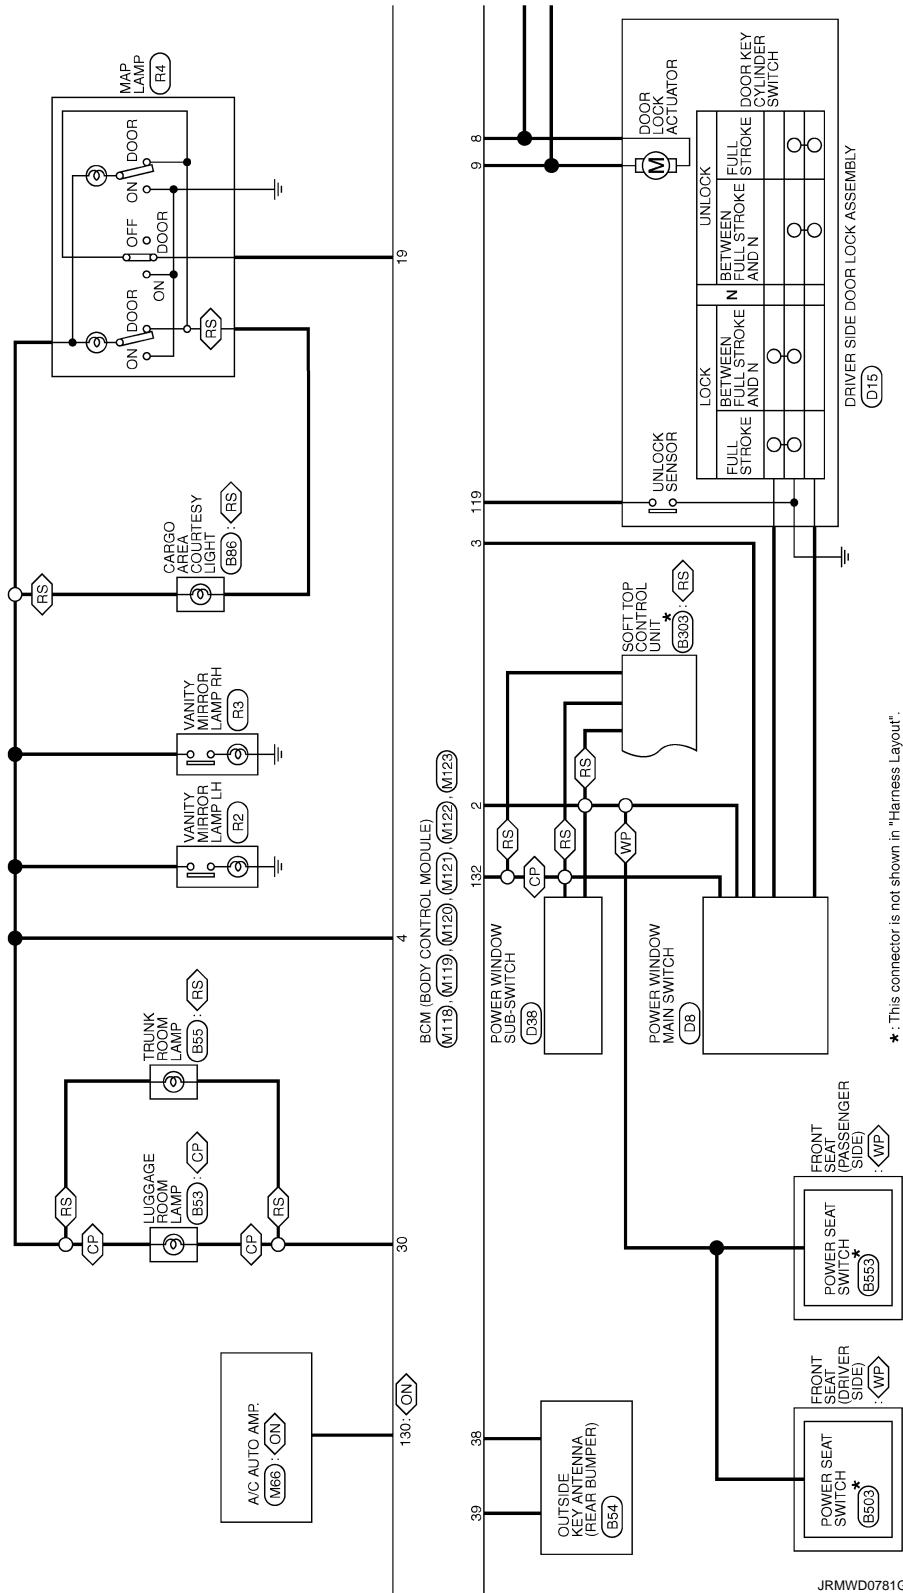 A/C AUTO AMP.
M66 : ON
130: ON
LUGGAGE
ROOM
LAMP
B53 : CP
TRUNK
ROOM
LAMP
B55 : RS
RS
CP
CP
RS
30
4
VANITY
MIRROR
LAMP LH
R2
VANITY
MIRROR
LAMP RH
R3
RS
CARGO
AREA
COURTESY
LIGHT
B86 : RS
MAP
LAMP
R4
ON
DOOR
ON
OFF
DOOR
ON
DOOR
RS
19
BCM (BODY CONTROL MODULE)
M118 , M119 , M120 , M121 , M122 , M123
39
38
132
2
3
119
9
8
OUTSIDE
KEY ANTENNA
(REAR BUMPER)
B54
POWER WINDOW
SUB-SWITCH
D38
RS
CP
RS
RS
WP
SOFT TOP
CONTROL
UNIT *
B303 : RS
POWER WINDOW
MAIN SWITCH
D8
UNLOCK
SENSOR
DOOR
LOCK
ACTUATOR
M
LOCK
N
UNLOCK
FULL
STROKE
BETWEEN
FULL STROKE
AND N
BETWEEN
FULL STROKE
AND N
FULL
STROKE
DOOR KEY
CYLINDER
SWITCH
DRIVER SIDE DOOR LOCK ASSEMBLY
D15
POWER SEAT
SWITCH *
B503
FRONT
SEAT
(DRIVER
SIDE)
: WP
POWER SEAT
SWITCH *
B553
FRONT
SEAT
(PASSENGER
SIDE)
: WP
* : This connector is not shown in "Harness Layout".